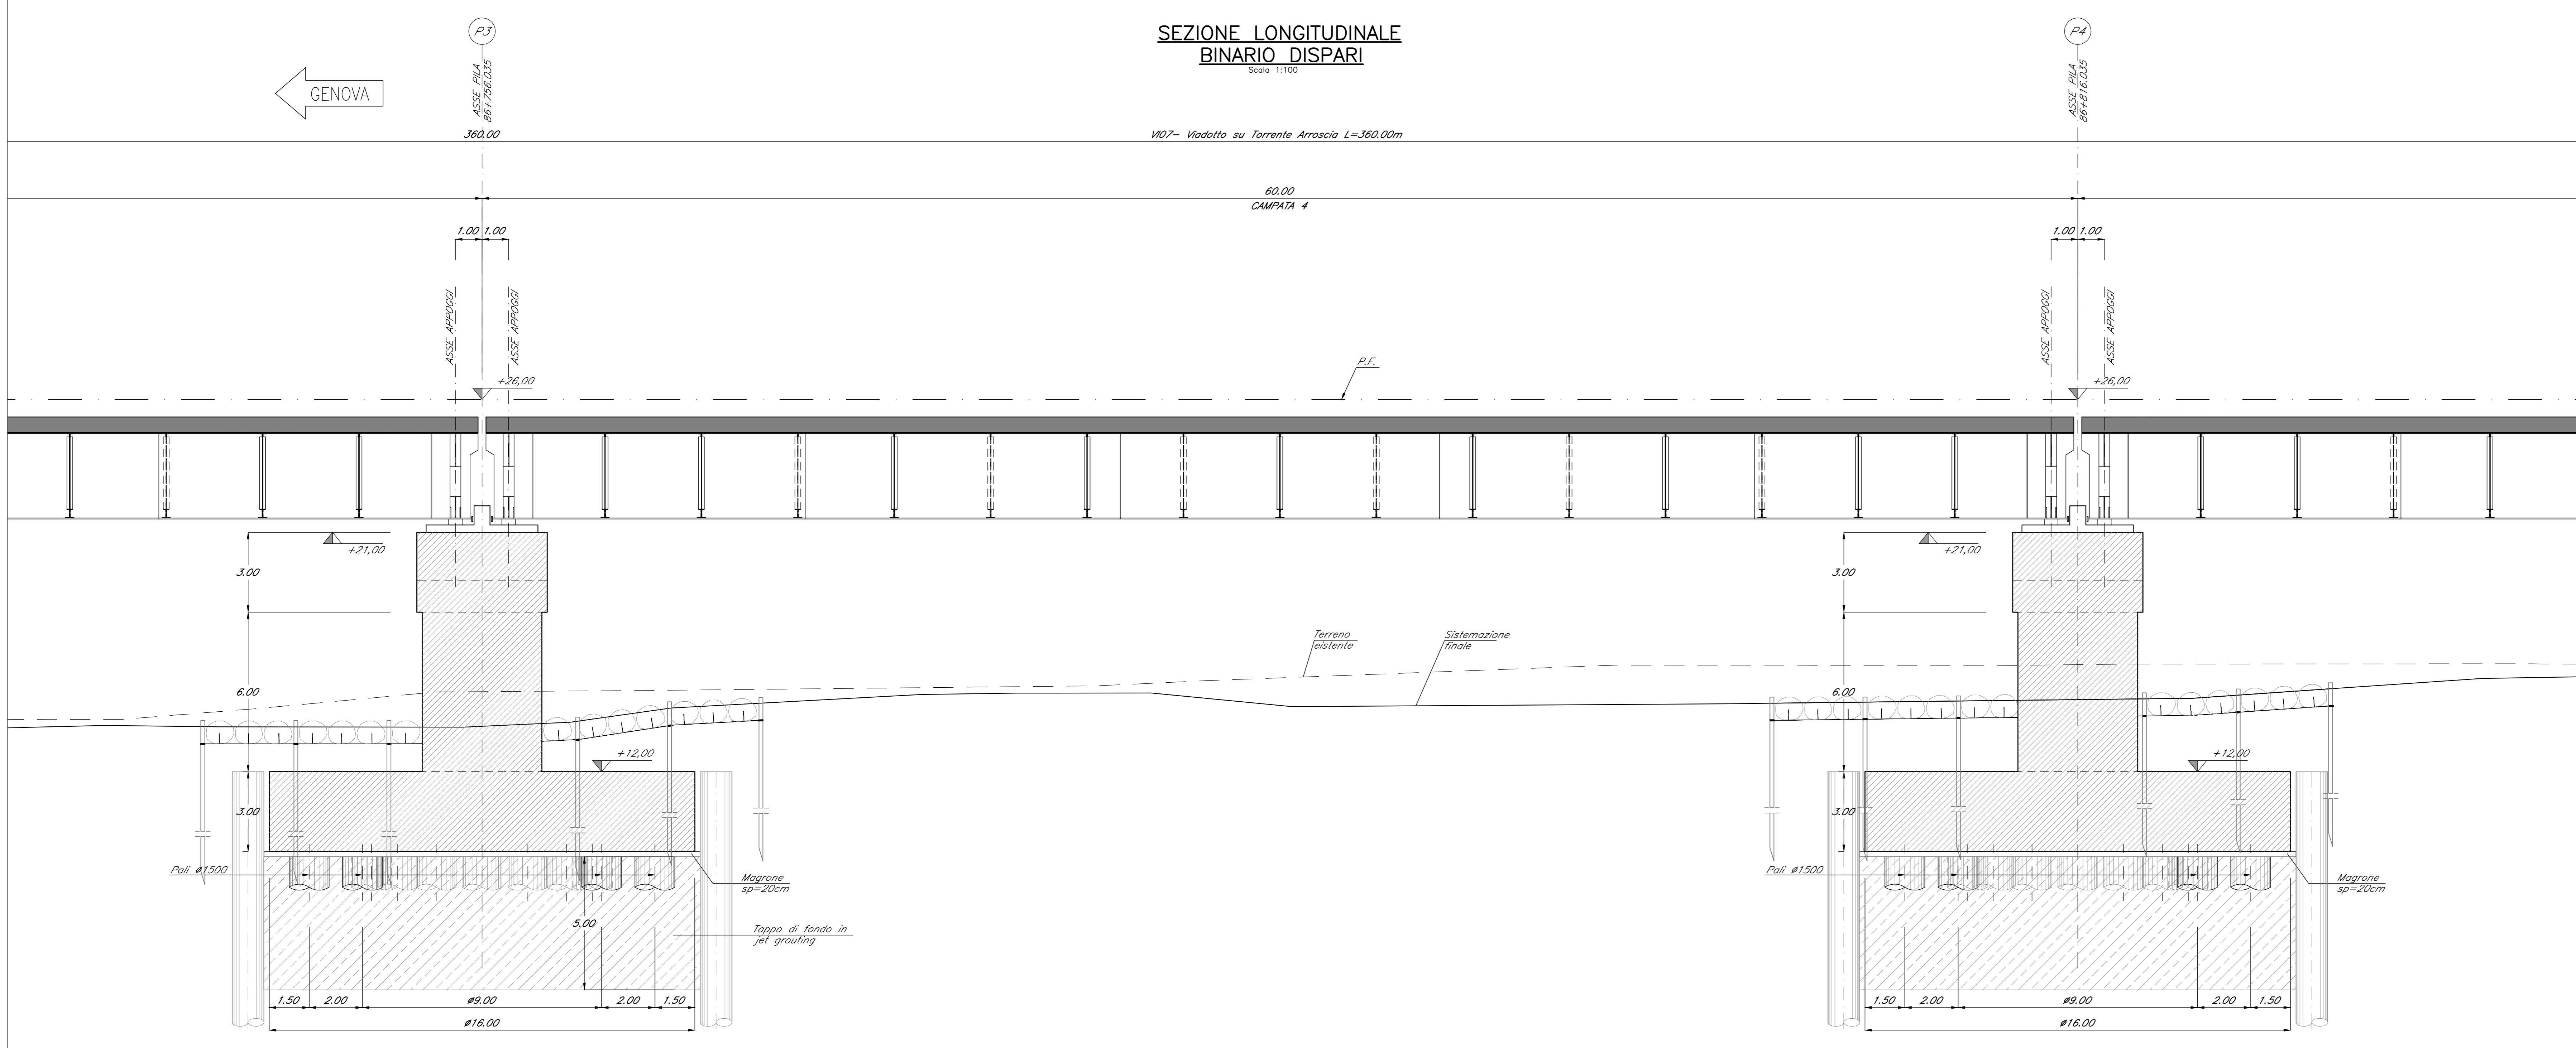 SEZIONE LONGITUDINALE
BINARIO DISPARI
Scala 1:100
P3
P4
GENOVA
ASSE PILA
86+756.035
ASSE PILA
86+816.035
360.00
VI07- Viadotto su Torrente Arroscia L=360.00m
60.00
CAMPATA 4
1.00
1.00
1.00
1.00
ASSE APPOGGI
ASSE APPOGGI
ASSE APPOGGI
ASSE APPOGGI
P.F.
+26,00
+26,00
+21,00
+21,00
3.00
3.00
Terreno
eistente
Sistemazione
finale
6.00
6.00
+12,00
+12,00
3.00
3.00
Pali ø1500
Pali ø1500
Magrone
sp=20cm
Magrone
sp=20cm
5.00
Tappo di fondo in
jet grouting
1.50
2.00
ø9.00
2.00
1.50
1.50
2.00
ø9.00
2.00
1.50
ø16.00
ø16.00